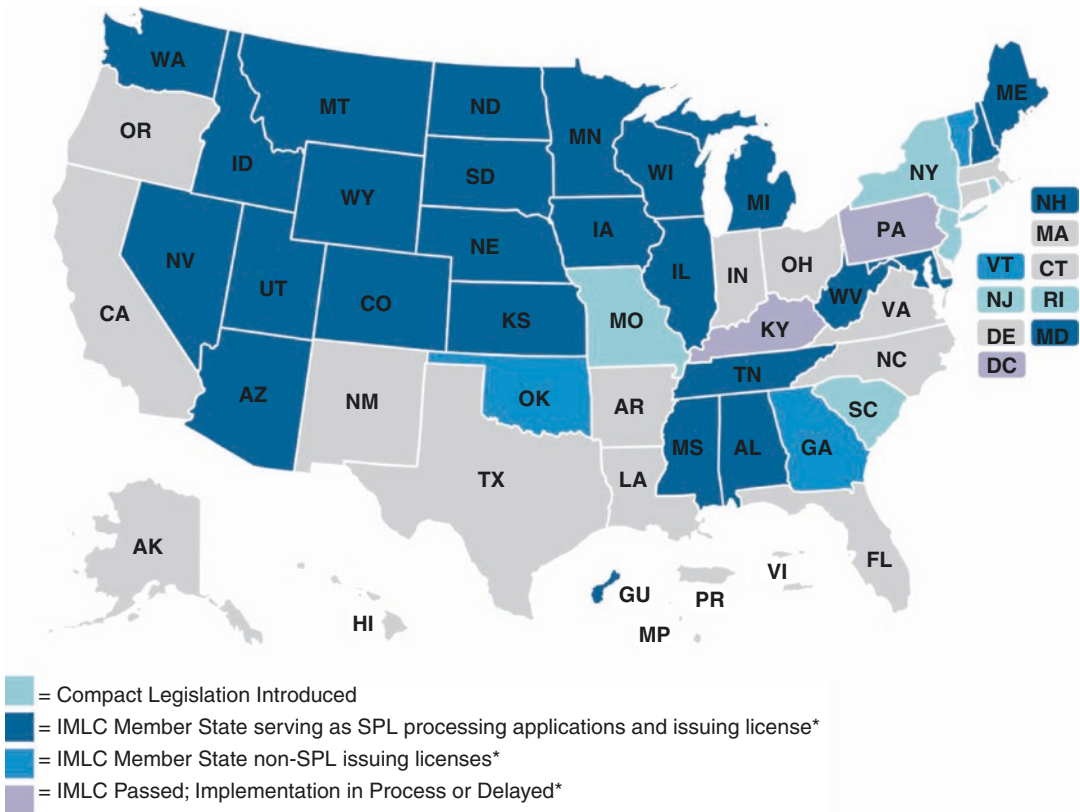 WA
MT
ND
MN
ME
OR
ID
WY
SD
WI
MI
NY
NH
MA
NV
UT
CO
NE
IA
IL
IN
OH
PA
VT
CT
CA
KS
MO
KY
WV
VA
NJ
RI
DE
MD
DC
AZ
NM
OK
AR
TN
NC
SC
TX
LA
MS
AL
GA
FL
AK
HI
GU
PR
VI
MP
= Compact Legislation Introduced
= IMLC Member State serving as SPL processing applications and issuing license*
= IMLC Member State non-SPL issuing licenses*
= IMLC Passed; Implementation in Process or Delayed*